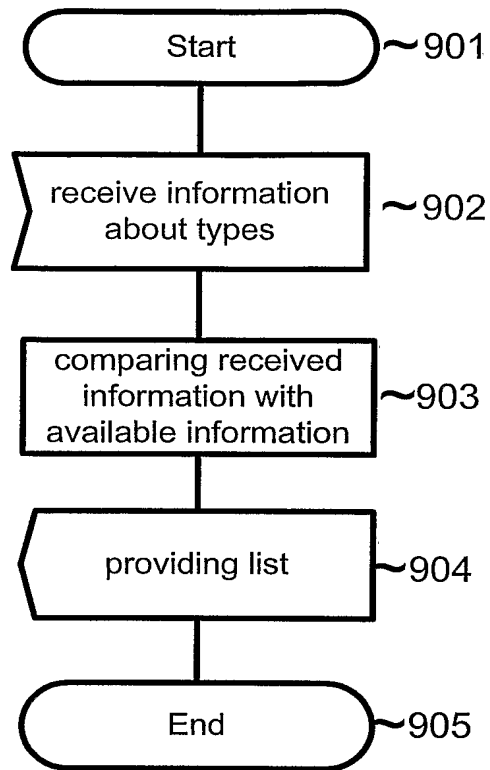 Start ~901
receive information
about types
~902
comparing received
information with
available information
~903
providing list ~904
End ~905